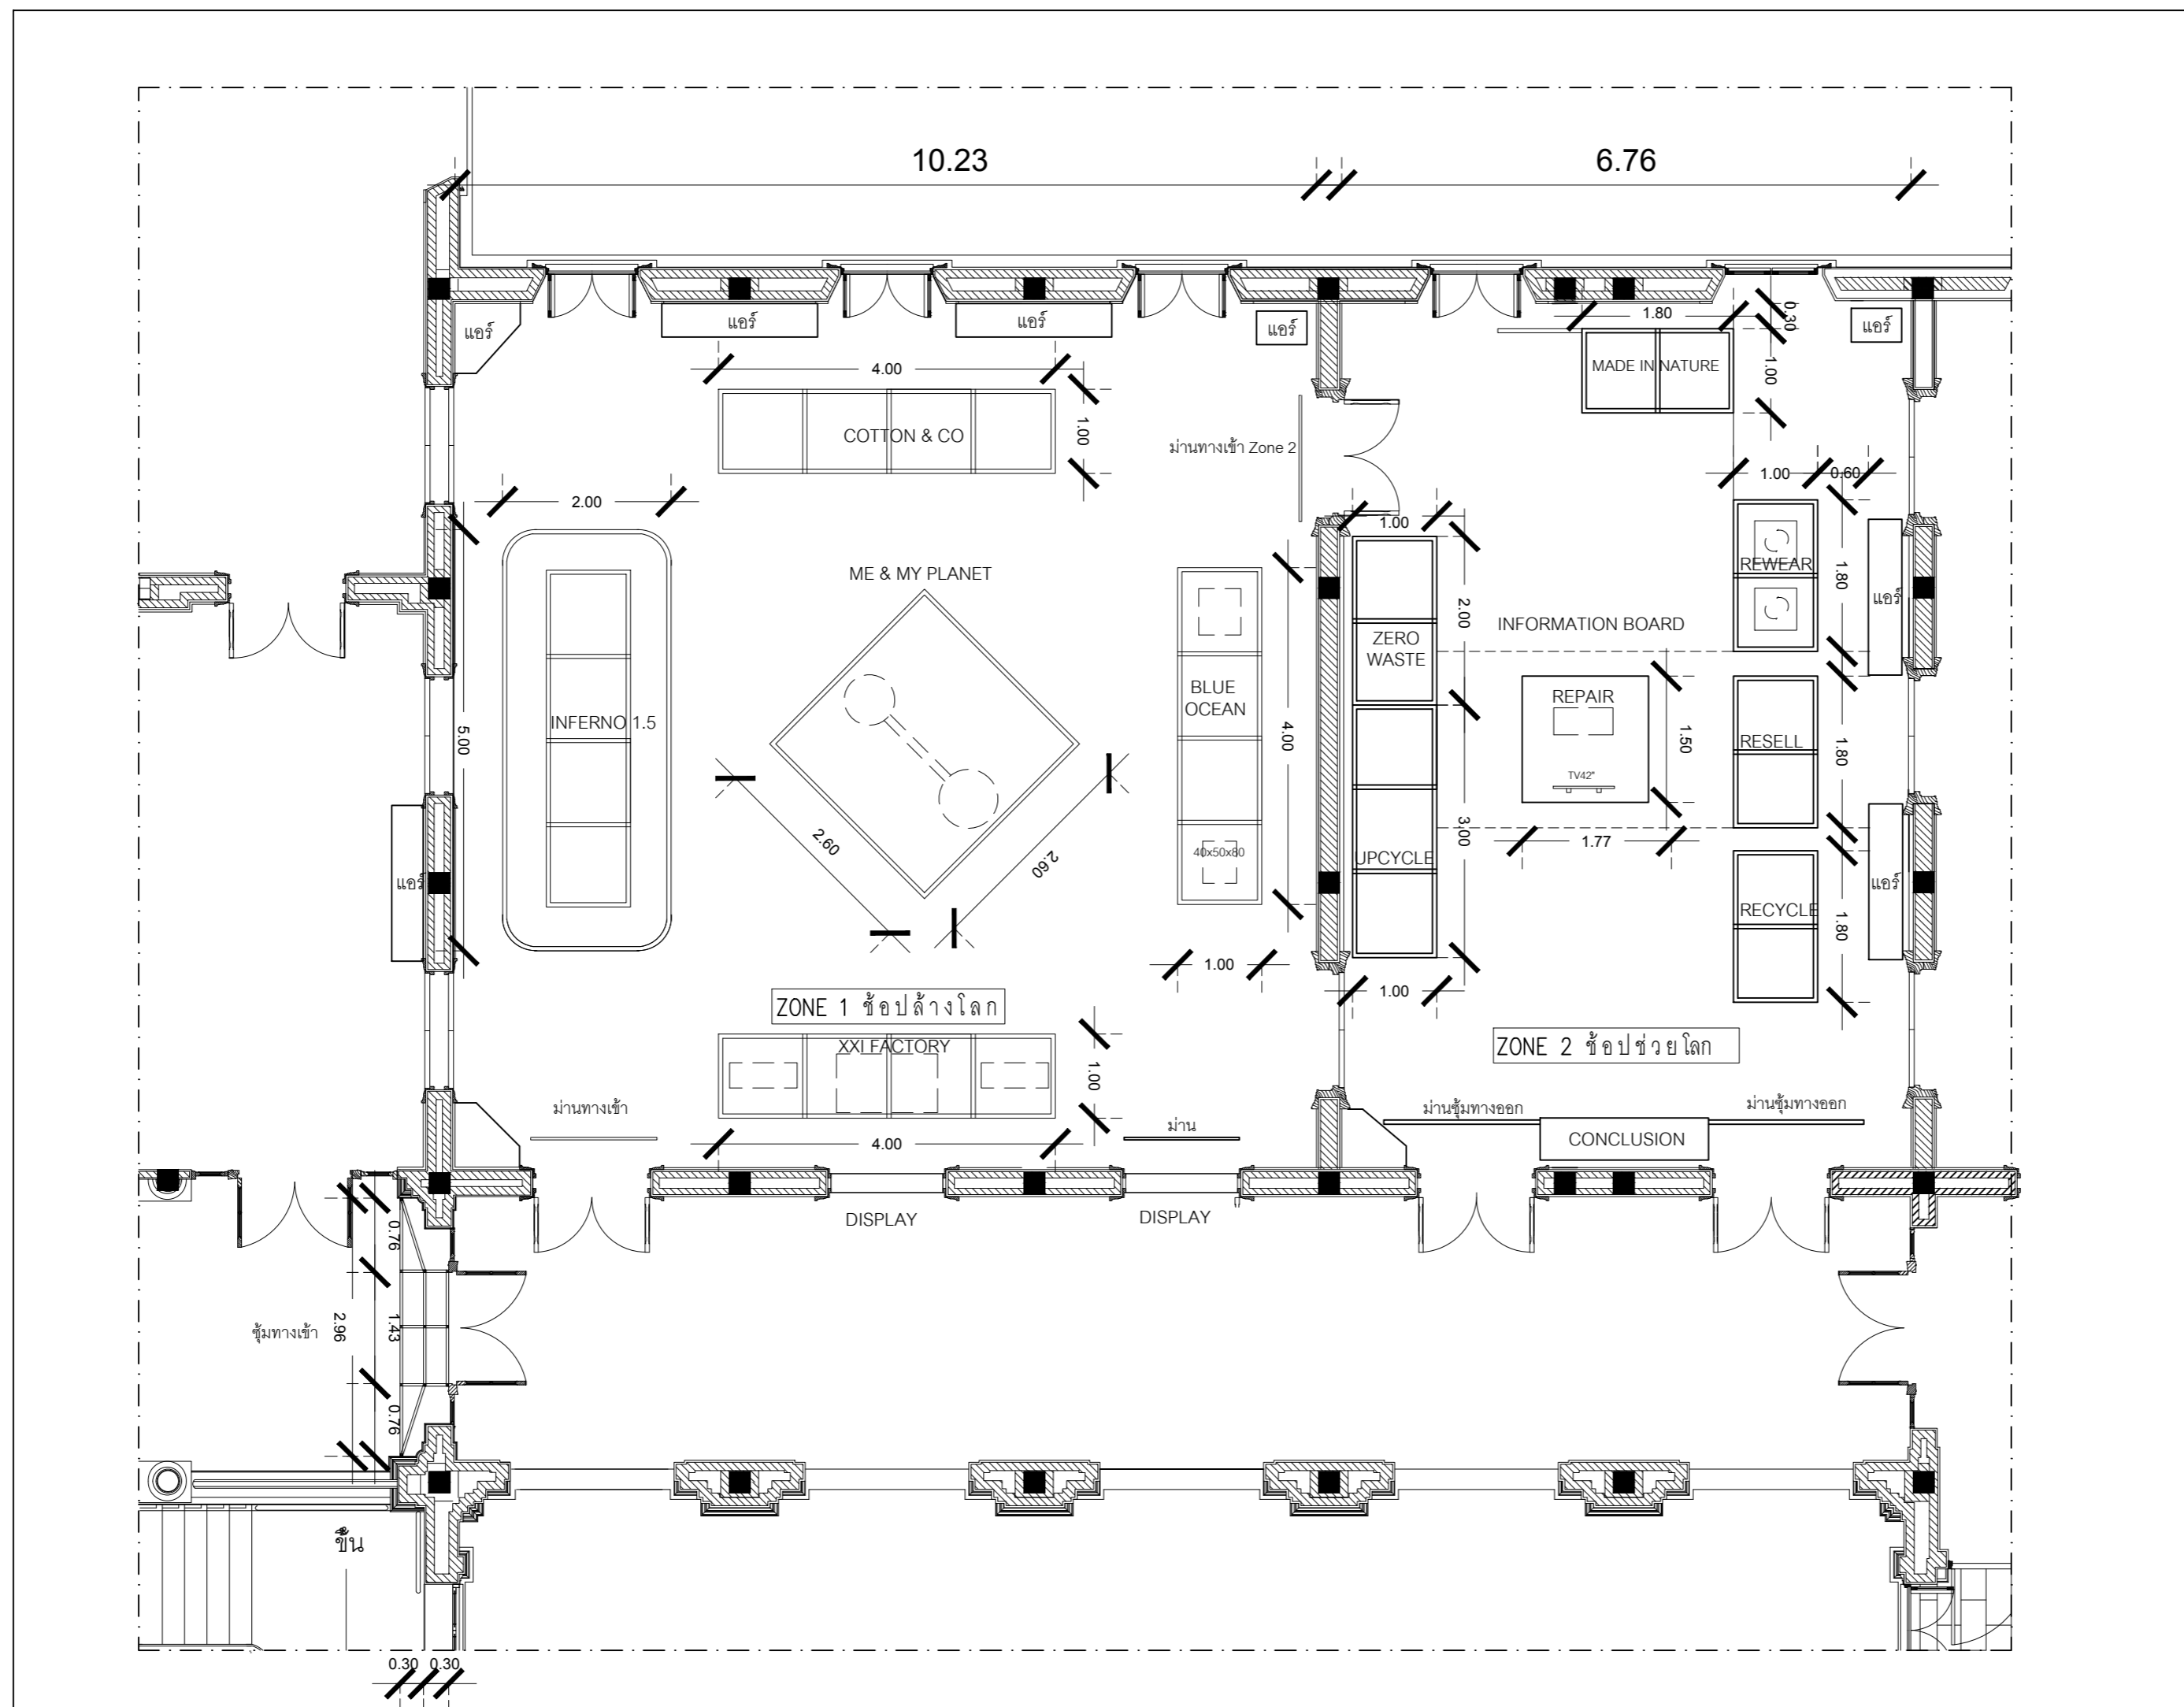 10.23
6.76
แอร์
แอร์
แอร์
แอร์
แอร์
1.80
0.30
MADE IN NATURE
1.00
4.00
COTTON & CO
1.00
ม่านทางเข้า Zone 2
2.00
1.00
1.00
0.60
ME & MY PLANET
REWEAR
1.80
แอร์
2.00
INFORMATION BOARD
ZERO
WASTE
BLUE
OCEAN
INFERNO 1.5
5.00
4.00
REPAIR
TV42"
1.50
RESELL
1.80
2.60
2.60
40x50x80
3.00
UPCYCLE
1.77
แอร์
แอร์
RECYCLE
1.80
1.00
1.00
ZONE 1 ช้อปล้างโลก
ZONE 2 ช้อปช่วยโลก
XXI FACTORY
1.00
ม่านทางเข้า
ม่าน
4.00
ม่านซุ้มทางออก
ม่านซุ้มทางออก
CONCLUSION
DISPLAY
DISPLAY
0.76
ซุ้มทางเข้า
2.96
1.43
0.76
ขึ้น
0.30
0.30